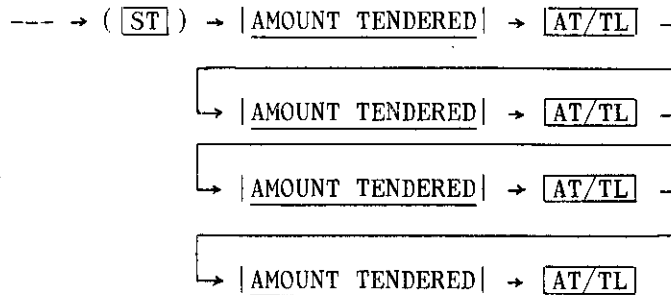 --- → ( ST ) → |AMOUNT TENDERED| → AT/TL
→ |AMOUNT TENDERED| → AT/TL
→ |AMOUNT TENDERED| → AT/TL
→ |AMOUNT TENDERED| → AT/TL